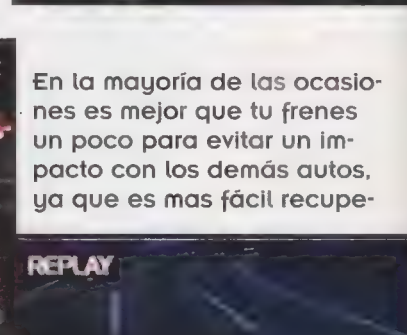 En la mayoría de las ocasio-
nes es mejor que tu frenes
un poco para evitar un im-
pacto con los demás autos,
ya que es mas fácil recupe-
REPLAY